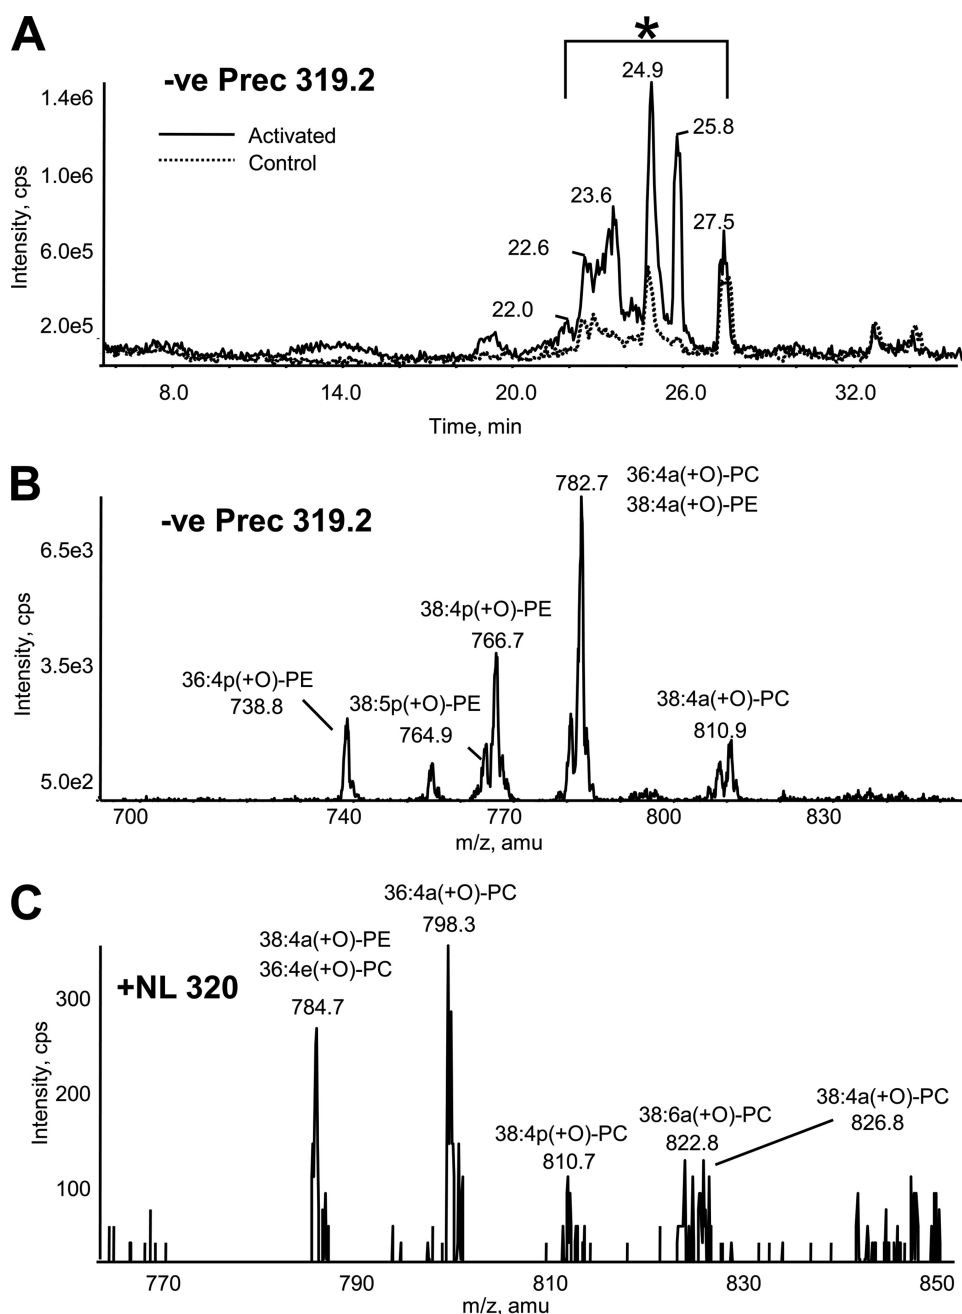 A
*
-ve Prec 319.2
24.9
1.4e6
Activated
25.8
Control
1.0e6
23.6
27.5
22.6
6.0e5
22.0
2.0e5
Intensity, cps
8.0 14.0 20.0 26.0 32.0
Time, min
B
782.7
36:4a(+O)-PC
38:4a(+O)-PE
-ve Prec 319.2
6.5e3
38:4p(+O)-PE
766.7
3.5e3
36:4p(+O)-PE
738.8
38:5p(+O)-PE
764.9
38:4a(+O)-PC
810.9
5.0e2
Intensity, cps
700 740 770 800 830
m/z, amu
C
36:4a(+O)-PC
798.3
38:4a(+O)-PE
36:4e(+O)-PC
784.7
+NL 320
300
200
38:4p(+O)-PC
810.7
38:6a(+O)-PC
822.8
38:4a(+O)-PC
826.8
100
Intensity, cps
770 790 810 830 850
m/z, amu